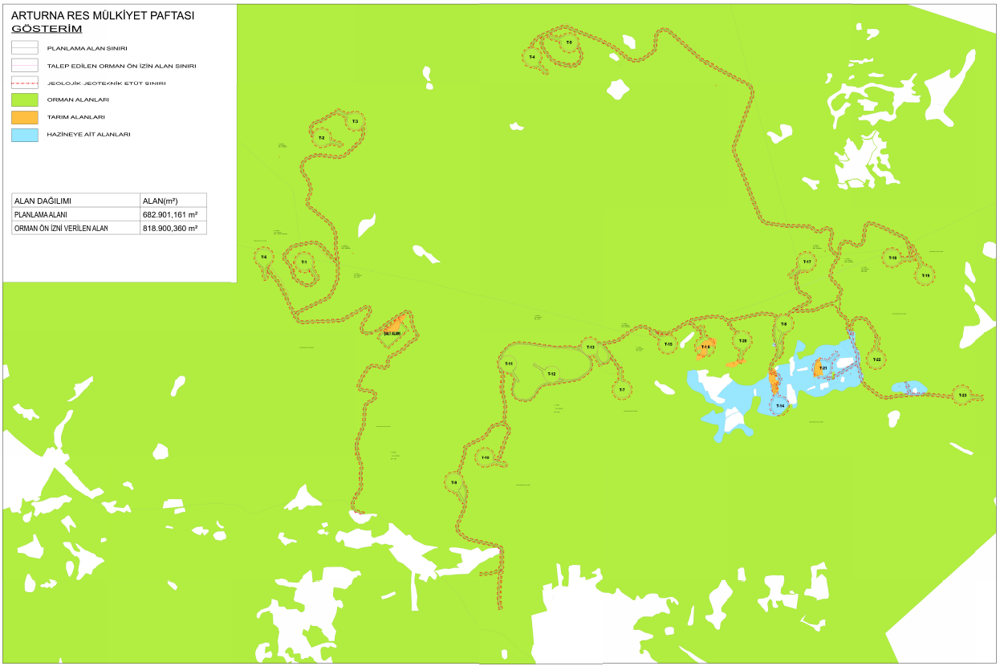 ARTURNA RES MÜLKİYET PAFTASI
GÖSTERİM
PLANLAMA ALAN SINIRI
TALEP EDİLEN ORMAN ÖN İZİN ALAN SINIRI
JEOLOJİK-JEOTEKNİK ETÜT SINIRI
ORMAN ALANLARI
TARIM ALANLARI
HAZİNEYE AİT ALANLARI
ALAN DAĞILIMI ALAN(m²)
PLANLAMA ALANI 682.901,161 m²
ORMAN ÖN İZNİ VERİLEN ALAN 818.900,360 m²
T-5
T-4
T-3
T-2
T-6
T-1
T-17
T-18
T-19
T-8
ŞALT ALANI
T-15
T-16
T-20
T-13
T-11
T-12
T-7
T-21
T-22
T-14
T-23
T-10
T-9